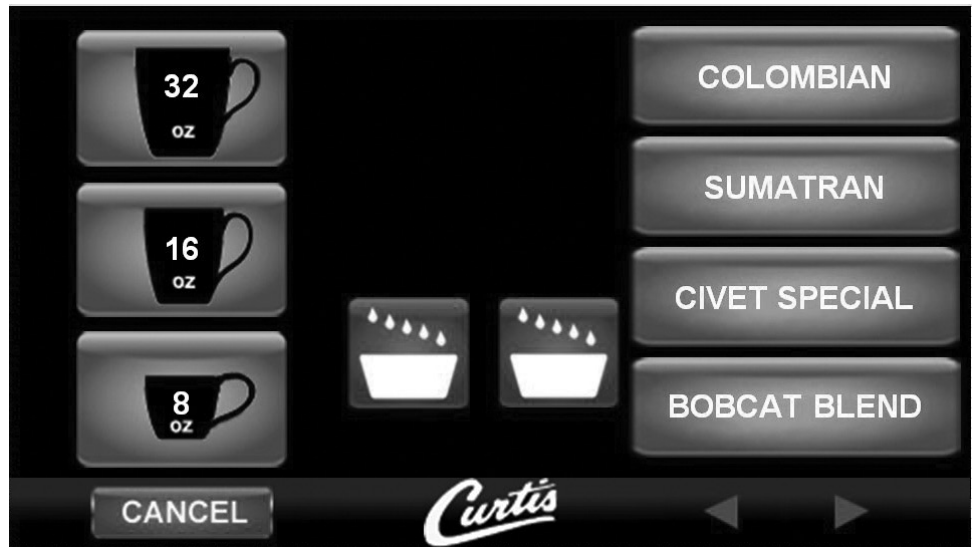 32
oz
16
oz
8
oz
COLOMBIAN
SUMATRAN
CIVET SPECIAL
BOBCAT BLEND
CANCEL
Curtis